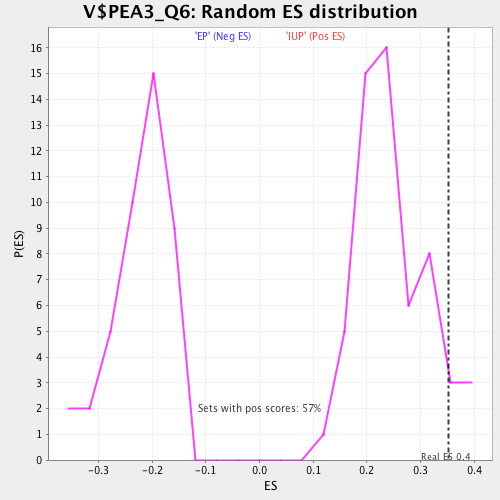 V$PEA3_Q6: Random ES distribution
'EP' (Neg ES) 'IUP' (Pos ES)
16
15
14
13
12
11
10
9
8
7
6
5
4
3
2
1
0
P(ES)
Sets with pos scores: 57%
Real ES 0.4
-0.3 -0.2 -0.1 0.0 0.1 0.2 0.3 0.4
ES